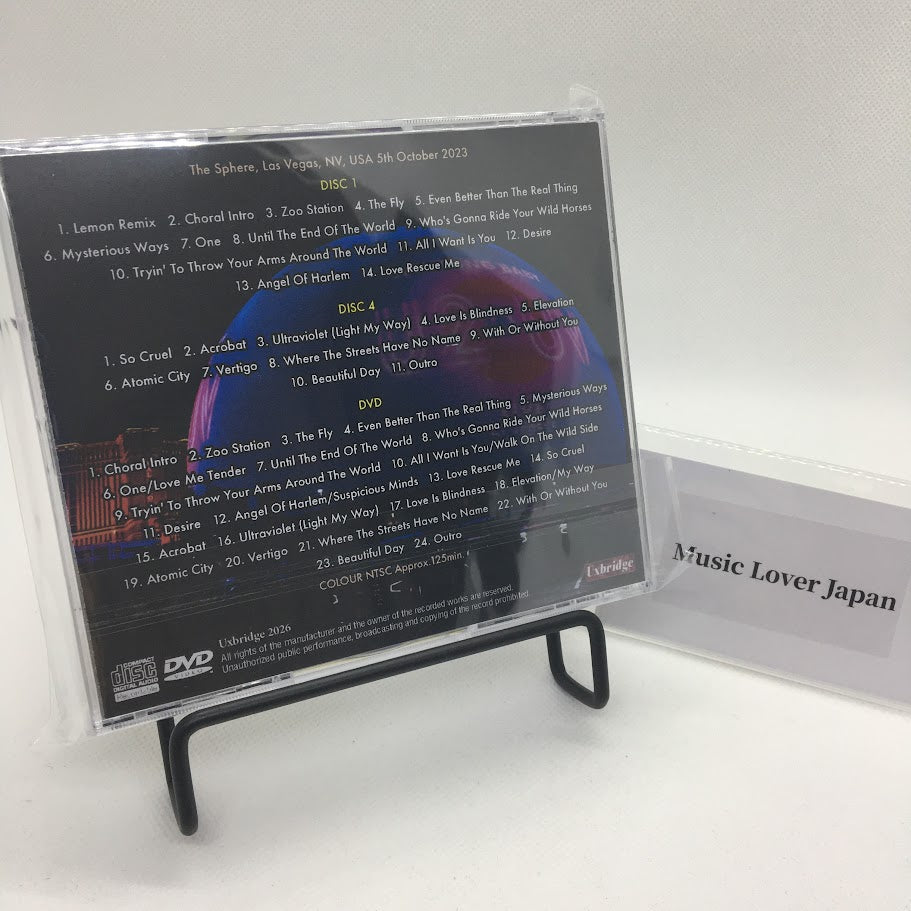 The Sphere, Las Vegas, NV, USA 5th October 2023
DISC 1
1. Lemon Remix 2. Choral Intro 3. Zoo Station 4. The Fly 5. Even Better Than The Real Thing
6. Mysterious Ways 7. One 8. Until The End Of The World 9. Who's Gonna Ride Your Wild Horses
10. Tryin' To Throw Your Arms Around The World 11. All I Want Is You 12. Desire
13. Angel Of Harlem 14. Love Rescue Me
DISC 4
1. So Cruel 2. Acrobat 3. Ultraviolet (Light My Way) 4. Love Is Blindness 5. Elevation
6. Atomic City 7. Vertigo 8. Where The Streets Have No Name 9. With Or Without You
10. Beautiful Day 11. Outro
DVD
1. Choral Intro 2. Zoo Station 3. The Fly 4. Even Better Than The Real Thing 5. Mysterious Ways
6. One/Love Me Tender 7. Until The End Of The World 8. Who's Gonna Ride Your Wild Horses
9. Tryin' To Throw Your Arms Around The World 10. All I Want Is You/Walk On The Wild Side
11. Desire 12. Angel Of Harlem/Suspicious Minds 13. Love Rescue Me 14. So Cruel
15. Acrobat 16. Ultraviolet (Light My Way) 17. Love Is Blindness 18. Elevation/My Way
19. Atomic City 20. Vertigo 21. Where The Streets Have No Name 22. With Or Without You
23. Beautiful Day 24. Outro
COLOUR NTSC Approx.125min.
Uxbridge
Uxbridge 2026
All rights of the manufacturer and the owner of the recorded works are reserved.
Unauthorized public performance, broadcasting and copying of the record prohibited.
COMPACT
disc
DIGITAL AUDIO
Recordable
DVD
VIDEO
Music Lover Japan